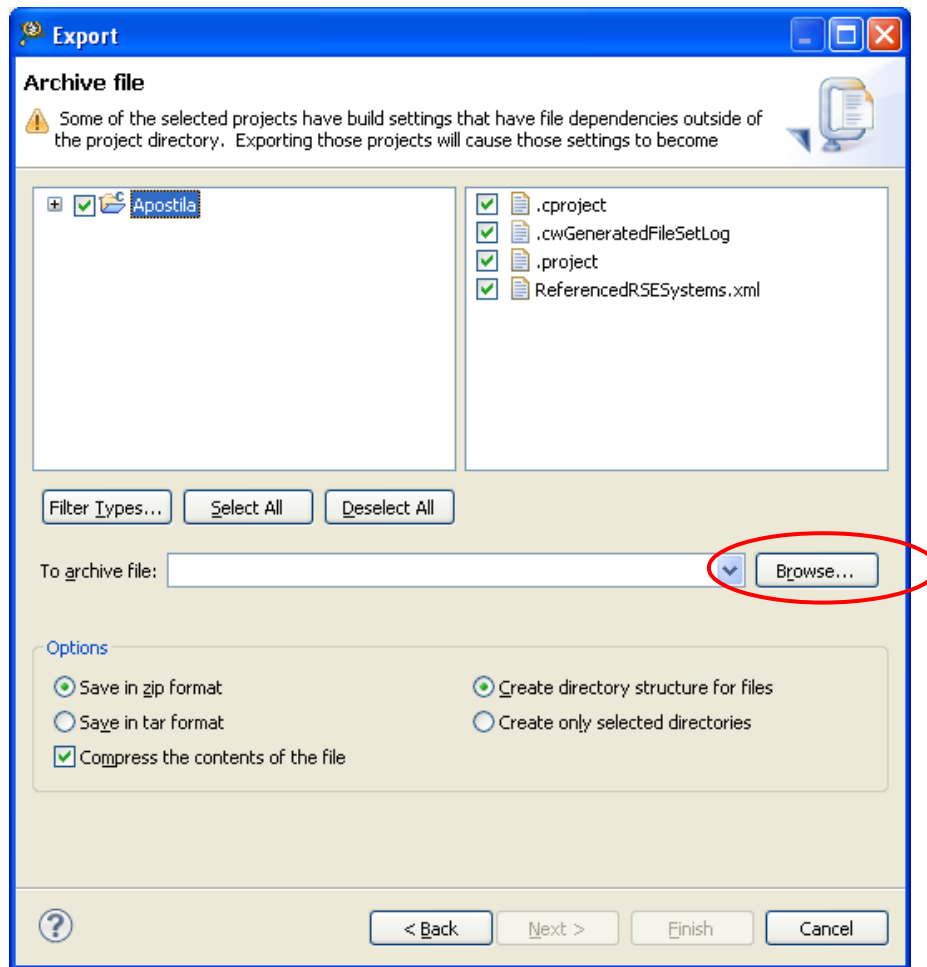 Export
Archive file
Some of the selected projects have build settings that have file dependencies outside of
the project directory. Exporting those projects will cause those settings to become
Apostila
.cproject
.cwGeneratedFileSetLog
.project
ReferencedRSESystems.xml
Filter Types... Select All Deselect All
To archive file: Browse...
Options
Save in zip format Create directory structure for files
Save in tar format Create only selected directories
Compress the contents of the file
? < Back Next > Finish Cancel